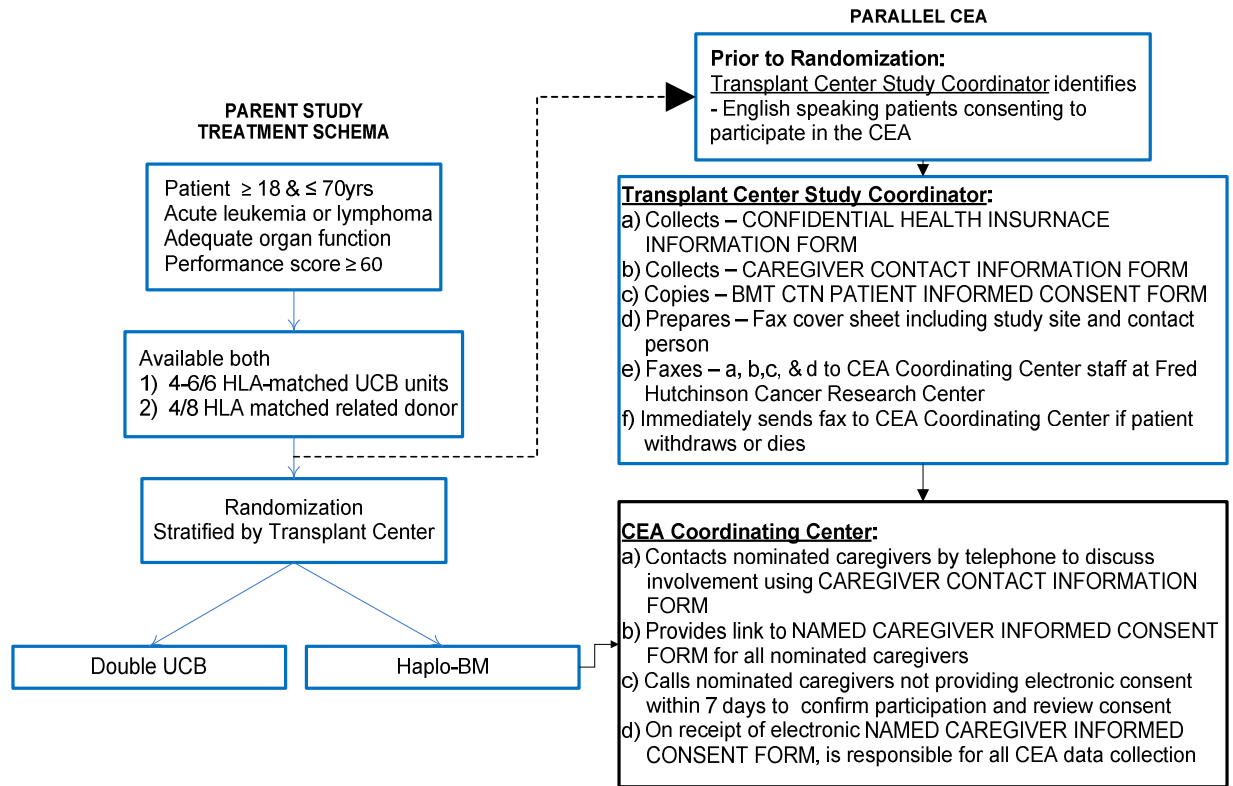 PARENT STUDY
TREATMENT SCHEMA
Patient ≥ 18 & ≤ 70yrs
Acute leukemia or lymphoma
Adequate organ function
Performance score ≥ 60
Available both
1) 4-6/6 HLA-matched UCB units
2) 4/8 HLA matched related donor
Randomization
Stratified by Transplant Center
Double UCB
Haplo-BM
PARALLEL CEA
Prior to Randomization:
Transplant Center Study Coordinator identifies
- English speaking patients consenting to
participate in the CEA
Transplant Center Study Coordinator:
a) Collects – CONFIDENTIAL HEALTH INSURNACE
INFORMATION FORM
b) Collects – CAREGIVER CONTACT INFORMATION FORM
c) Copies – BMT CTN PATIENT INFORMED CONSENT FORM
d) Prepares – Fax cover sheet including study site and contact
person
e) Faxes – a, b,c, & d to CEA Coordinating Center staff at Fred
Hutchinson Cancer Research Center
f) Immediately sends fax to CEA Coordinating Center if patient
withdraws or dies
CEA Coordinating Center:
a) Contacts nominated caregivers by telephone to discuss
involvement using CAREGIVER CONTACT INFORMATION
FORM
b) Provides link to NAMED CAREGIVER INFORMED CONSENT
FORM for all nominated caregivers
c) Calls nominated caregivers not providing electronic consent
within 7 days to confirm participation and review consent
d) On receipt of electronic NAMED CAREGIVER INFORMED
CONSENT FORM, is responsible for all CEA data collection